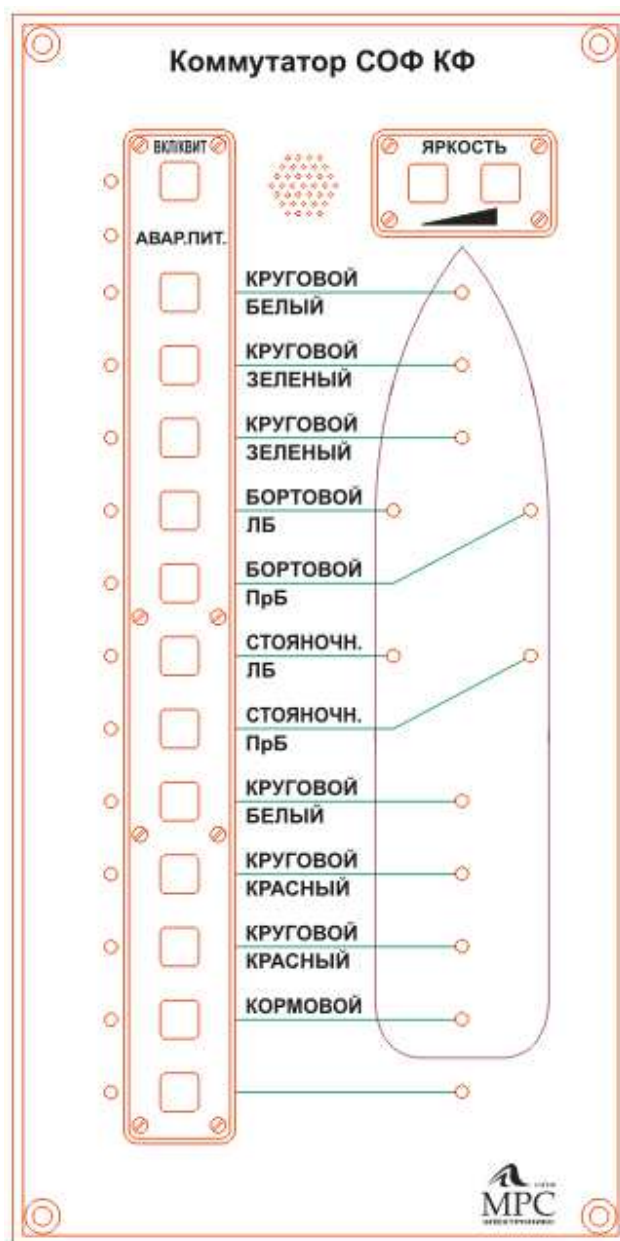 Коммутатор СОФ КФ
ВКЛ/КВИТ
ЯРКОСТЬ
АВАР.ПИТ.
КРУГОВОЙ
БЕЛЫЙ
КРУГОВОЙ
ЗЕЛЕНЫЙ
КРУГОВОЙ
ЗЕЛЕНЫЙ
БОРТОВОЙ
ЛБ
БОРТОВОЙ
ПрБ
СТОЯНОЧН.
ЛБ
СТОЯНОЧН.
ПрБ
КРУГОВОЙ
БЕЛЫЙ
КРУГОВОЙ
КРАСНЫЙ
КРУГОВОЙ
КРАСНЫЙ
КОРМОВОЙ
МРС